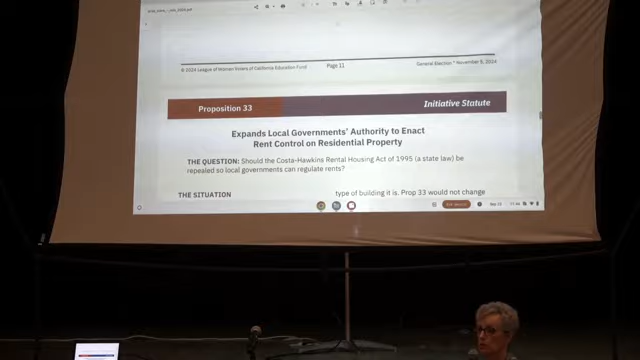 © 2024 League of Women Voters of California Education Fund
Page 11
General Election * November 5, 2024
Proposition 33
Initiative Statute
Expands Local Governments' Authority to Enact
Rent Control on Residential Property
THE QUESTION: Should the Costa-Hawkins Rental Housing Act of 1995 (a state law) be
repealed so local governments can regulate rents?
THE SITUATION
type of building it is. Prop 33 would not change